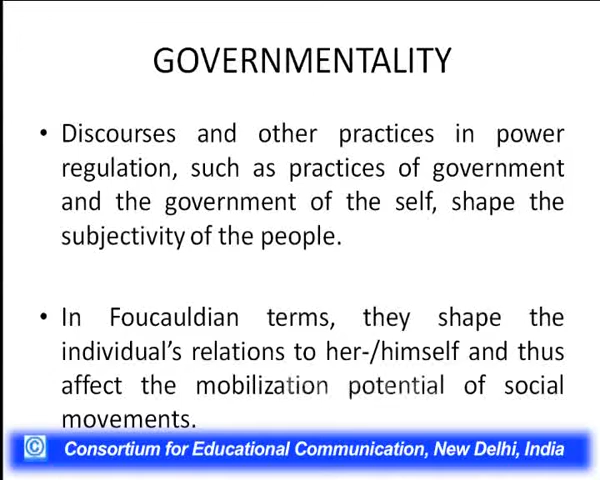 GOVERNMENTALITY
• Discourses and other practices in power
regulation, such as practices of government
and the government of the self, shape the
subjectivity of the people.
• In Foucauldian terms, they shape the
individual's relations to her-/himself and thus
affect the mobilization potential of social
movements.
© Consortium for Educational Communication, New Delhi, India